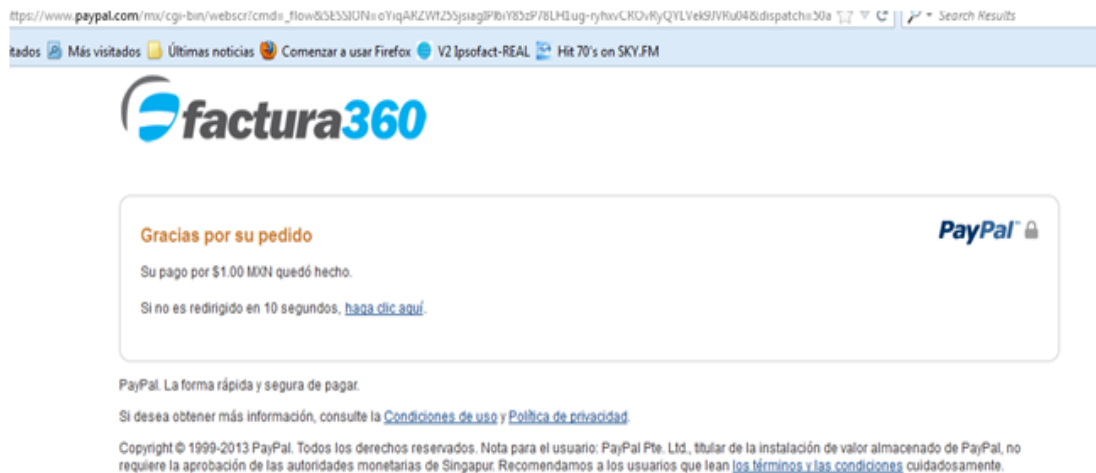 ttps://www.paypal.com/mx/cgi-bin/webscr?cmd=_flow&SESSION= Search Results
itados Más visitados Últimas noticias Comenzar a usar Firefox V2 Ipsofact-REAL Hit 70's on SKY.FM
factura360
Gracias por su pedido
PayPal™
Su pago por $1.00 MXN quedó hecho.
Si no es redirigido en 10 segundos, haga clic aquí.
PayPal. La forma rápida y segura de pagar.
Si desea obtener más información, consulte la Condiciones de uso y Política de privacidad.
Copyright © 1999-2013 PayPal. Todos los derechos reservados. Nota para el usuario: PayPal Pte. Ltd., titular de la instalación de valor almacenado de PayPal, no
requiere la aprobación de las autoridades monetarias de Singapur. Recomendamos a los usuarios que lean los términos y las condiciones cuidadosamente.